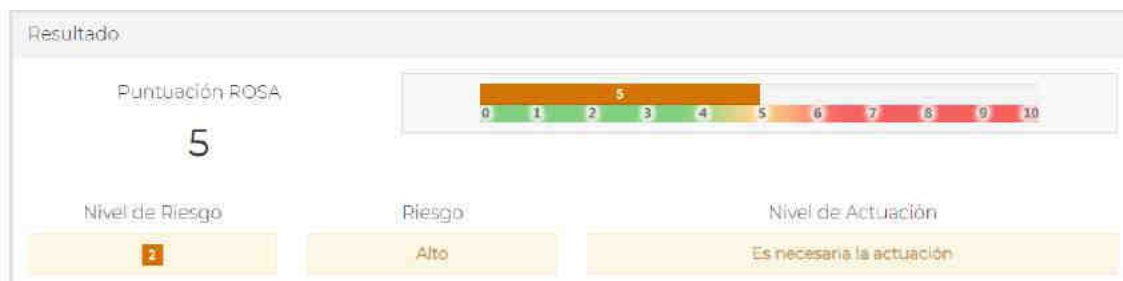 Resultado
Puntuación ROSA
5
5
0 1 2 3 4 5 6 7 8 9 10
Nivel de Riesgo
Riesgo
Nivel de Actuación
2
Alto
Es necesaria la actuación